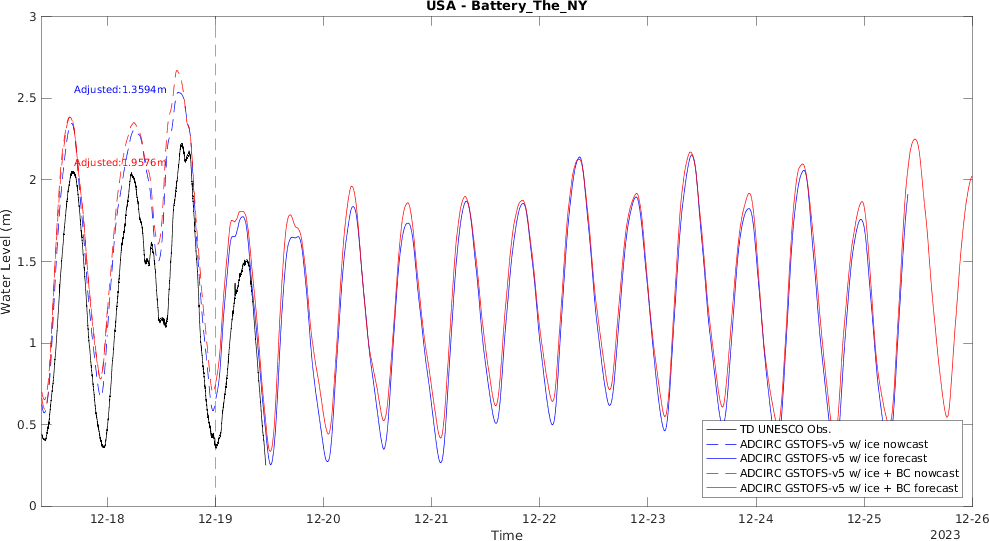 USA - Battery_The_NY
3
2.5
2
1.5
1
0.5
0
Water Level (m)
Adjusted:1.3594m
Adjusted:1.9576m
TD UNESCO Obs.
ADCIRC GSTOFS-v5 w/ ice nowcast
ADCIRC GSTOFS-v5 w/ ice forecast
ADCIRC GSTOFS-v5 w/ ice + BC nowcast
ADCIRC GSTOFS-v5 w/ ice + BC forecast
12-18 12-19 12-20 12-21 12-22 12-23 12-24 12-25 12-26
Time
2023